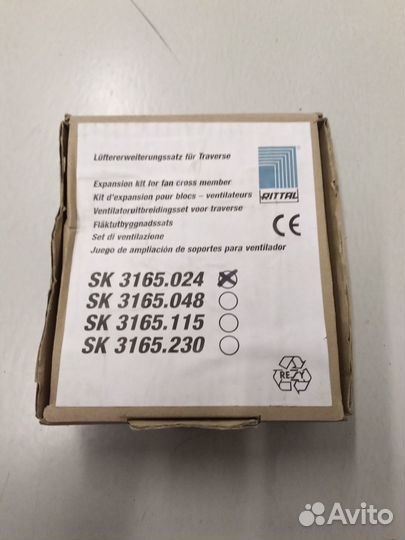 Lüftererweiterungssatz für Traverse
RITTAL
Expansion kit for fan cross member
Kit d'expansion pour blocs – ventilateurs
Ventilatoruitbreidingsset voor traverse
Fläktutbyggnadssats
Set di ventilazione
Juego de ampliación de soportes para ventilador
CE
SK 3165.024
SK 3165.048
SK 3165.115
SK 3165.230
REZY
Avito